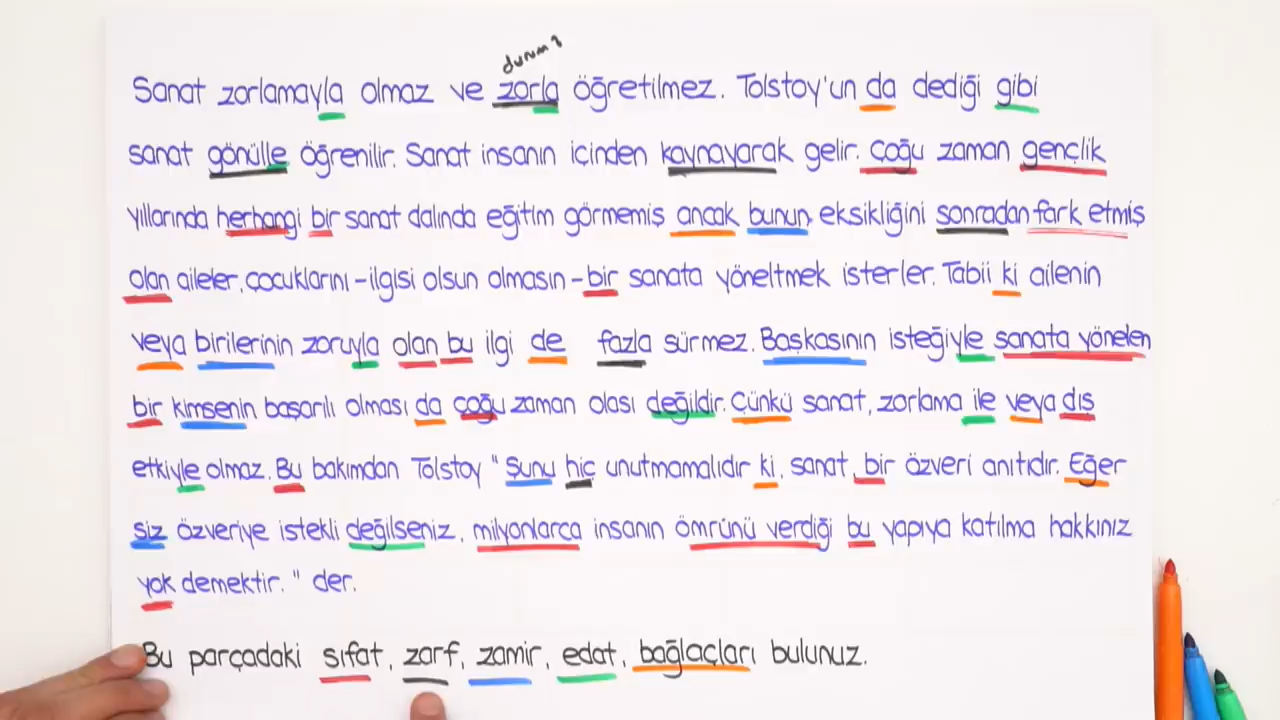 durum?
Sanat zorlamayla olmaz ve zorla öğretilmez. Tolstoy'un da dediği gibi
sanat gönülle öğrenilir. Sanat insanın içinden kaynayarak gelir. Çoğu zaman gençlik
yıllarında herhangi bir sanat dalında eğitim görmemiş ancak bunun eksikliğini sonradan fark etmiş
olan aileler, çocuklarını -ilgisi olsun olmasın- bir sanata yöneltmek isterler. Tabii ki ailenin
veya birilerinin zoruyla olan bu ilgi de fazla sürmez. Başkasının isteğiyle sanata yönelen
bir kimsenin başarılı olması da çoğu zaman olası değildir. Çünkü sanat, zorlama ile veya dış
etkiyle olmaz. Bu bakımdan Tolstoy "Şunu hiç unutmamalıdır ki, sanat, bir özveri anıtıdır. Eğer
siz özveriye istekli değilseniz, milyonlarca insanın ömrünü verdiği bu yapıya katılma hakkınız
yok demektir." der.
Bu parçadaki sıfat, zarf, zamir, edat, bağlaçları bulunuz.